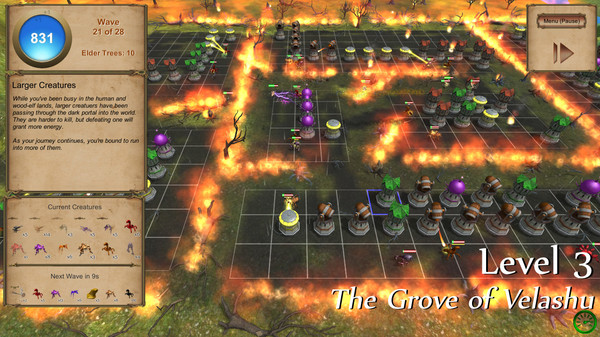 831
Wave
21 of 28
Elder Trees: 10
Menu (Pause)
Larger Creatures
While you've been busy in the human and
wood-elf lands, larger creatures have been
passing through the dark portal into the world.
They are harder to kill, but defeating one will
grant more energy.
As your journey continues, you're bound to run
into more of them.
Current Creatures
Next Wave in 9s
Level 3
The Grove of Velashu